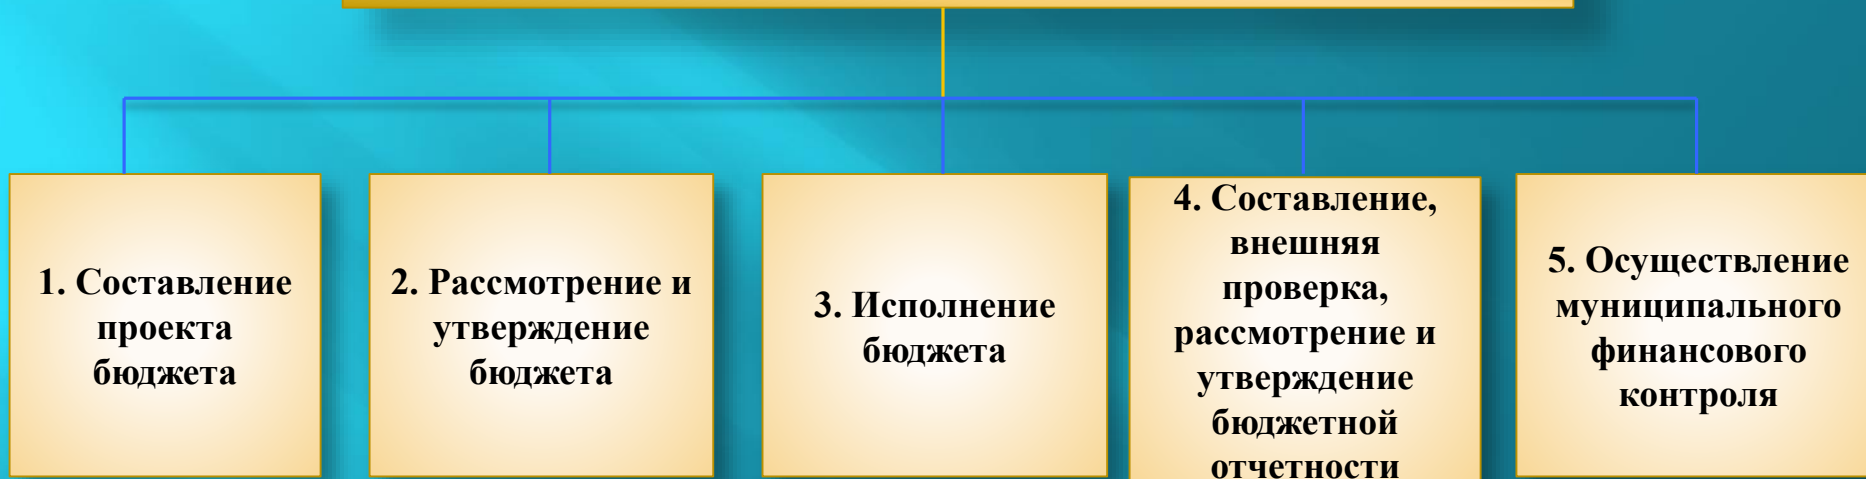 1. Составление
проекта
бюджета
2. Рассмотрение и
утверждение
бюджета
3. Исполнение
бюджета
4. Составление,
внешняя
проверка,
рассмотрение и
утверждение
бюджетной
отчетности
5. Осуществление
муниципального
финансового
контроля